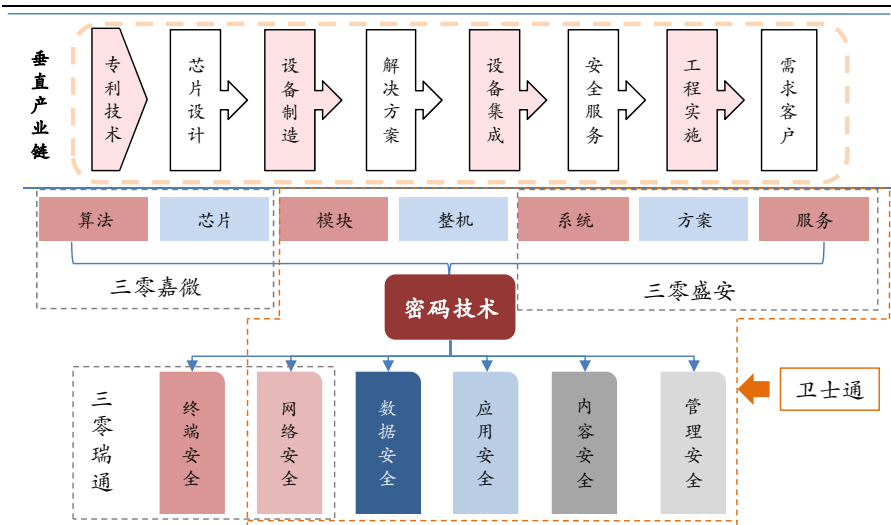 垂直产业链
专利技术
芯片设计
设备制造
解决方案
设备集成
安全服务
工程实施
需求客户
算法
芯片
模块
整机
系统
方案
服务
三零嘉微
三零盛安
密码技术
三零瑞通
终端安全
网络安全
数据安全
应用安全
内容安全
管理安全
卫士通